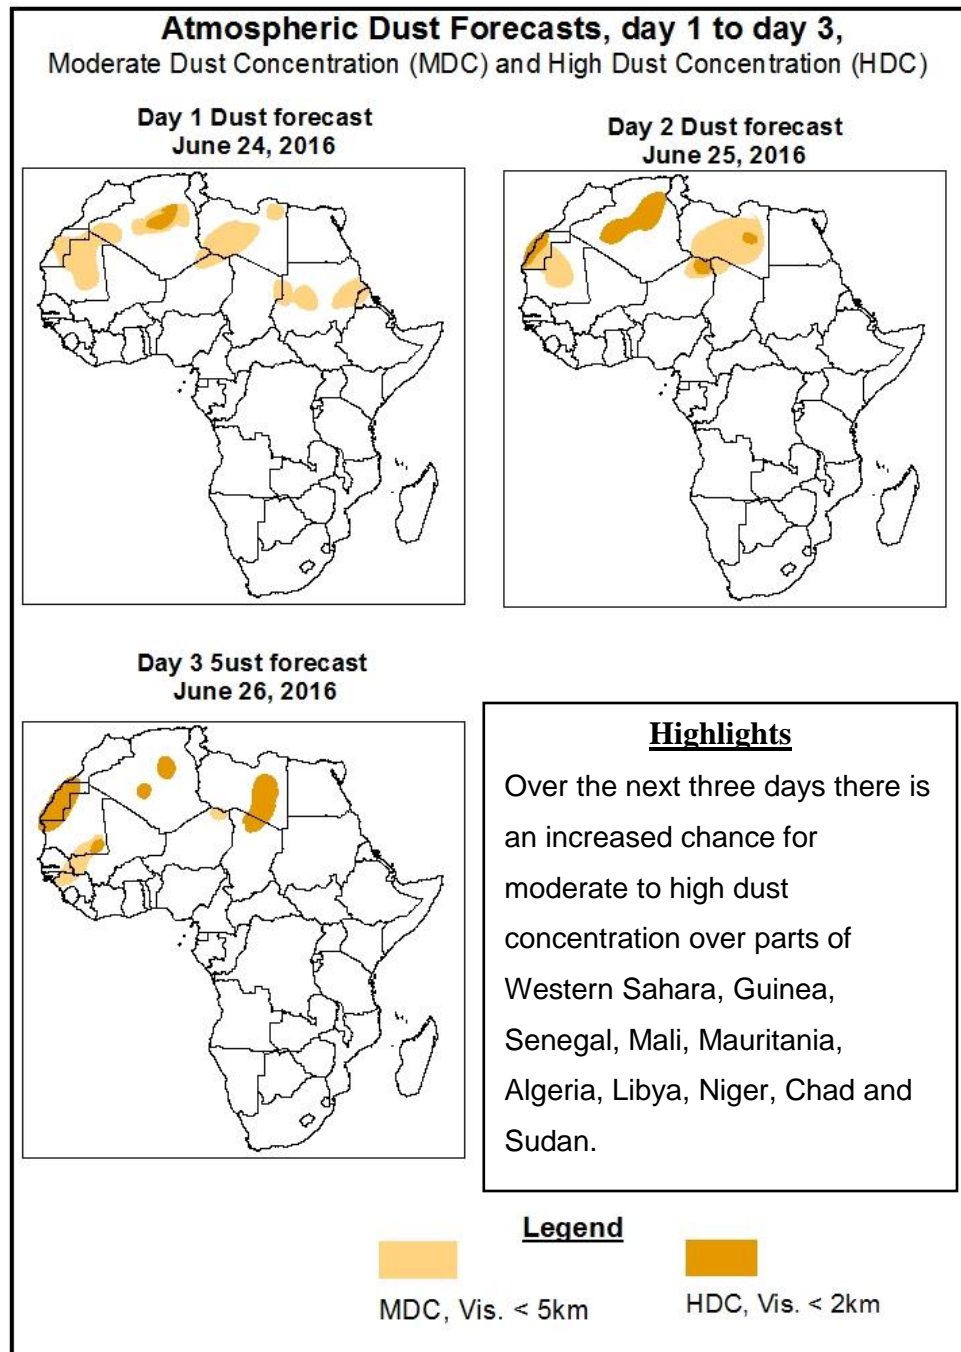 Atmospheric Dust Forecasts, day 1 to day 3,
Moderate Dust Concentration (MDC) and High Dust Concentration (HDC)
Day 1 Dust forecast
June 24, 2016
Day 2 Dust forecast
June 25, 2016
Day 3 5ust forecast
June 26, 2016
Highlights
Over the next three days there is
an increased chance for
moderate to high dust
concentration over parts of
Western Sahara, Guinea,
Senegal, Mali, Mauritania,
Algeria, Libya, Niger, Chad and
Sudan.
Legend
MDC, Vis. < 5km
HDC, Vis. < 2km